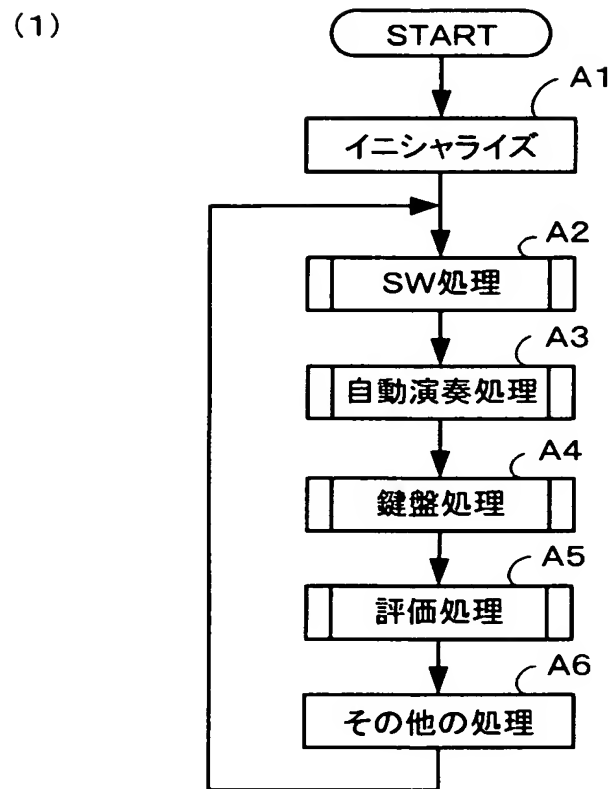 (1)
START
A1
イニシャライズ
A2
SW処理
A3
自動演奏処理
A4
鍵盤処理
A5
評価処理
A6
その他の処理